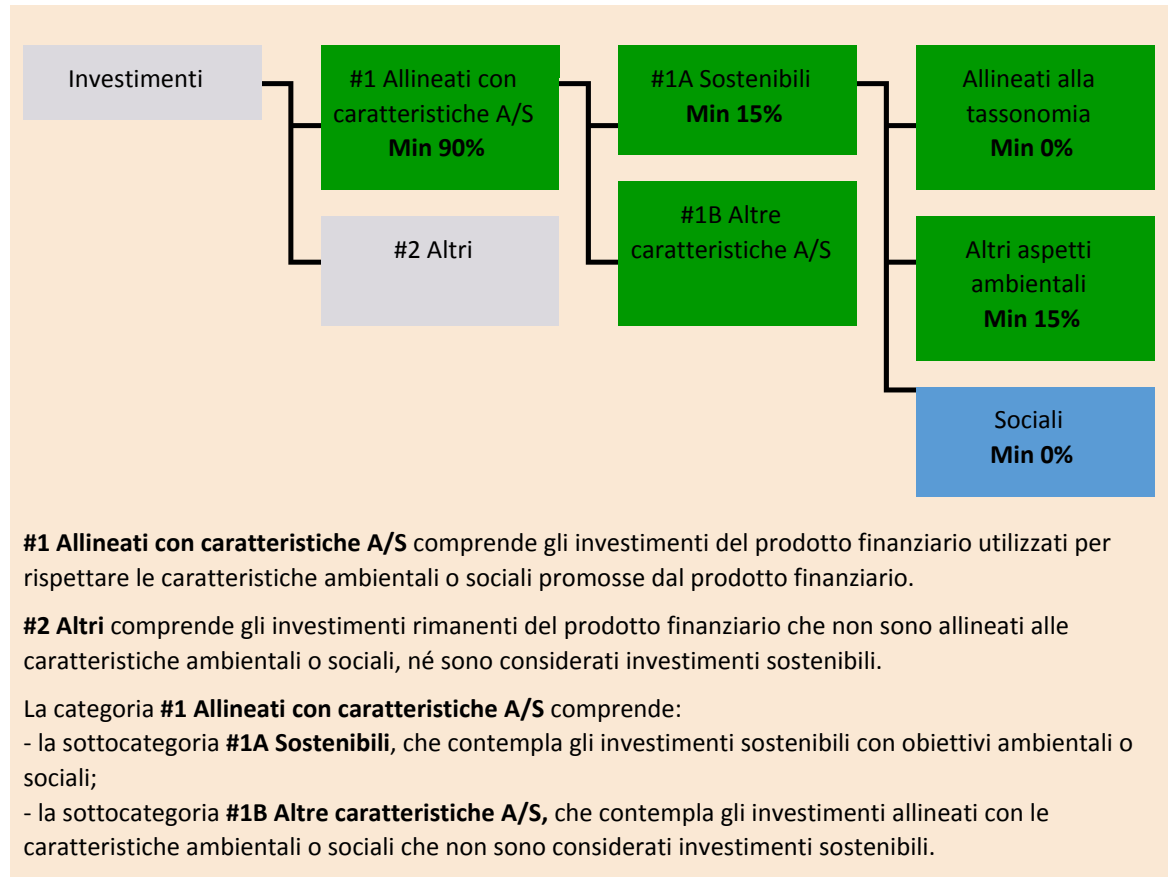 Investimenti
#1 Allineati con
caratteristiche A/S
Min 90%
#2 Altri
#1A Sostenibili
Min 15%
#1B Altre
caratteristiche A/S
Allineati alla
tassonomia
Min 0%
Altri aspetti
ambientali
Min 15%
Sociali
Min 0%
#1 Allineati con caratteristiche A/S comprende gli investimenti del prodotto finanziario utilizzati per
rispettare le caratteristiche ambientali o sociali promosse dal prodotto finanziario.
#2 Altri comprende gli investimenti rimanenti del prodotto finanziario che non sono allineati alle
caratteristiche ambientali o sociali, né sono considerati investimenti sostenibili.
La categoria #1 Allineati con caratteristiche A/S comprende:
- la sottocategoria #1A Sostenibili, che contempla gli investimenti sostenibili con obiettivi ambientali o
sociali;
- la sottocategoria #1B Altre caratteristiche A/S, che contempla gli investimenti allineati con le
caratteristiche ambientali o sociali che non sono considerati investimenti sostenibili.